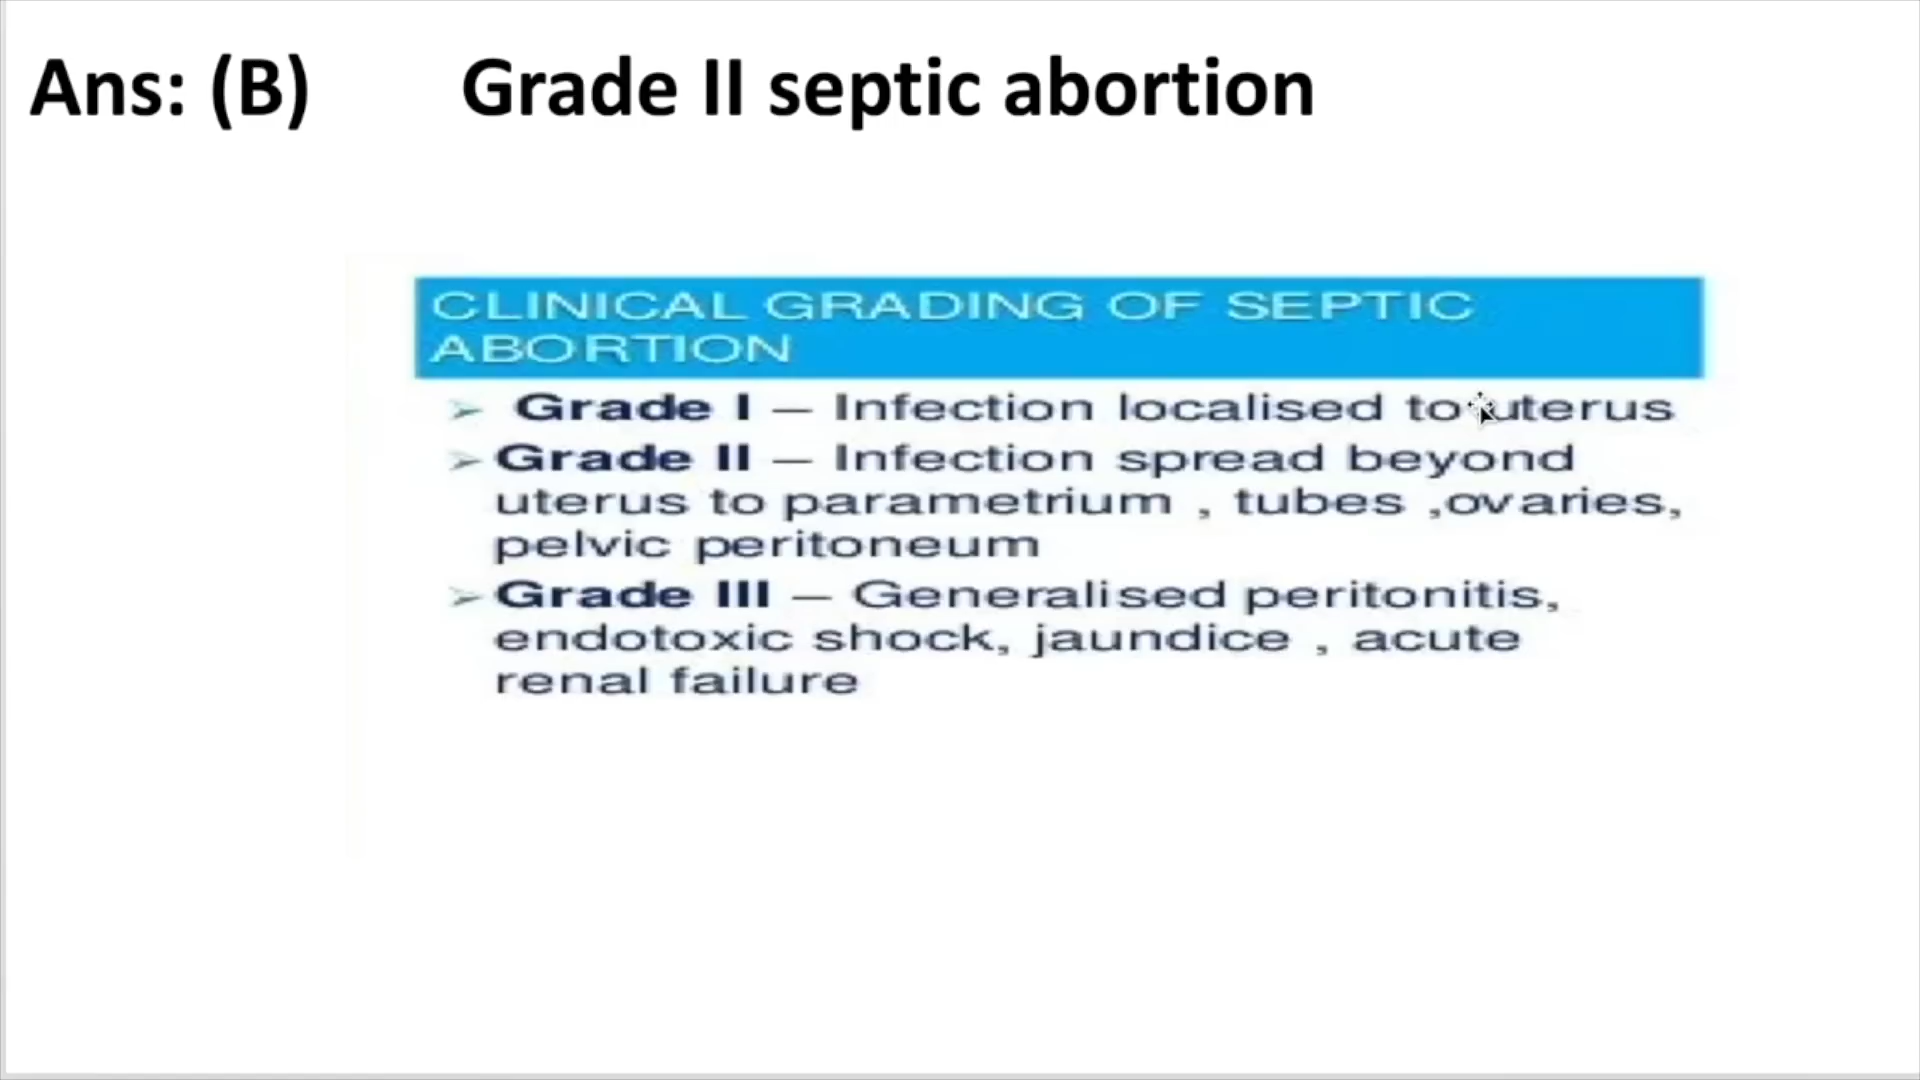 Ans: (B) Grade II septic abortion
CLINICAL GRADING OF SEPTIC
ABORTION
➢ Grade I – Infection localised to uterus
➢ Grade II – Infection spread beyond
uterus to parametrium , tubes ,ovaries,
pelvic peritoneum
➢ Grade III – Generalised peritonitis,
endotoxic shock, jaundice , acute
renal failure